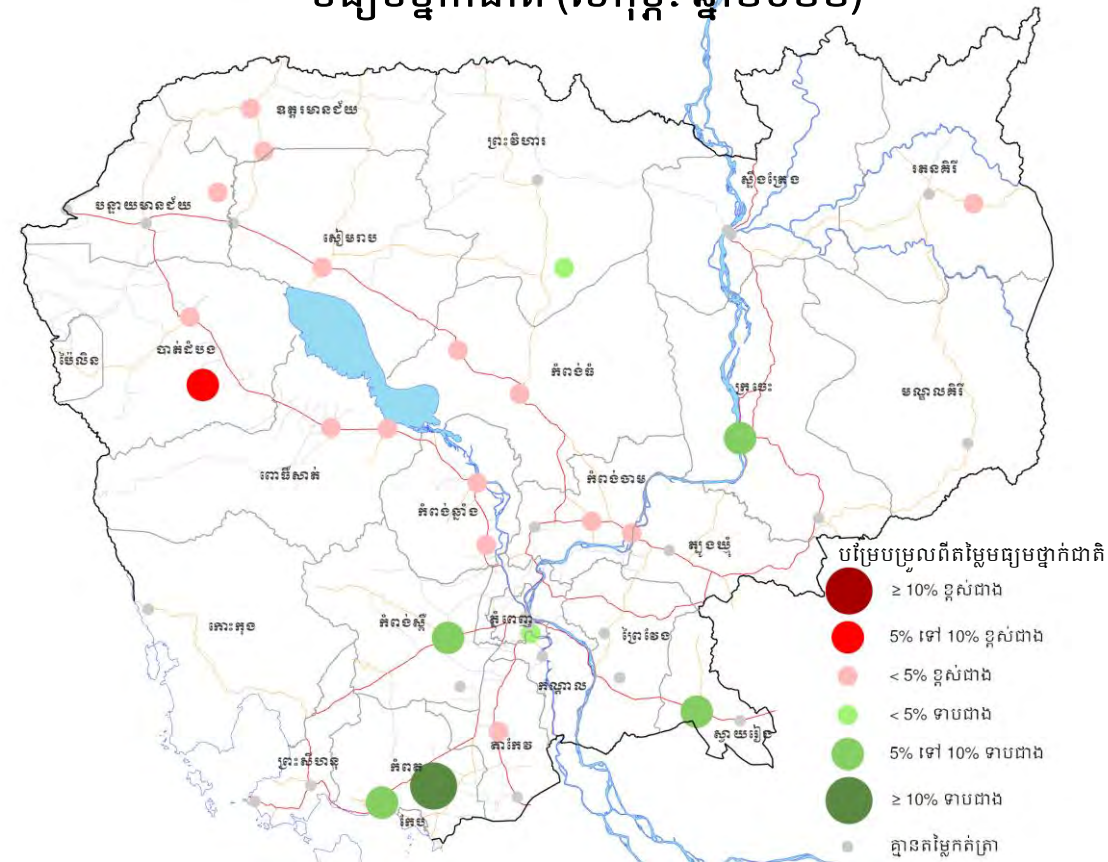 ឧត្តរមានជ័យ
ព្រះវិហារ
ស្ទឹងត្រែង
រតនគិរី
បន្ទាយមានជ័យ
សៀមរាប
ប៉ៃលិន
បាត់ដំបង
កំពង់ធំ
ក្រចេះ
មណ្ឌលគិរី
ពោធិ៍សាត់
កំពង់ចាម
កំពង់ឆ្នាំង
ត្បូងឃ្មុំ
កោះកុង
កំពង់ស្ពឺ
ភ្នំពេញ
ព្រៃវែង
កណ្តាល
តាកែវ
ស្វាយរៀង
ព្រះសីហនុ
កំពត
កែប
បម្រែបម្រួលពីតម្លៃមធ្យមថ្នាក់ជាតិ
≥ 10% ខ្ពស់ជាង
5% ទៅ 10% ខ្ពស់ជាង
< 5% ខ្ពស់ជាង
< 5% ទាបជាង
5% ទៅ 10% ទាបជាង
≥ 10% ទាបជាង
គ្មានតម្លៃកត់ត្រា